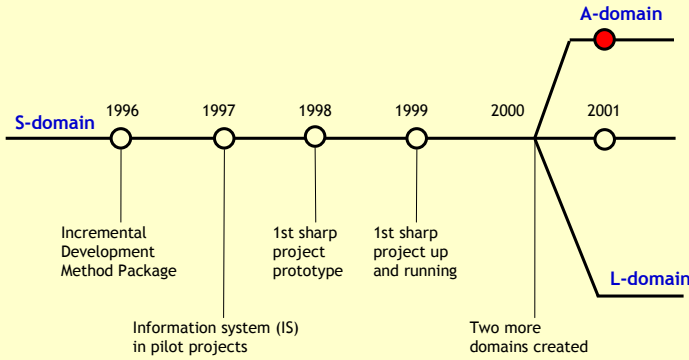 A-domain
1996
1997
1998
1999
2000
2001
S-domain
Incremental
Development
Method Package
1st sharp
project
prototype
1st sharp
project up
and running
L-domain
Information system (IS)
in pilot projects
Two more
domains created